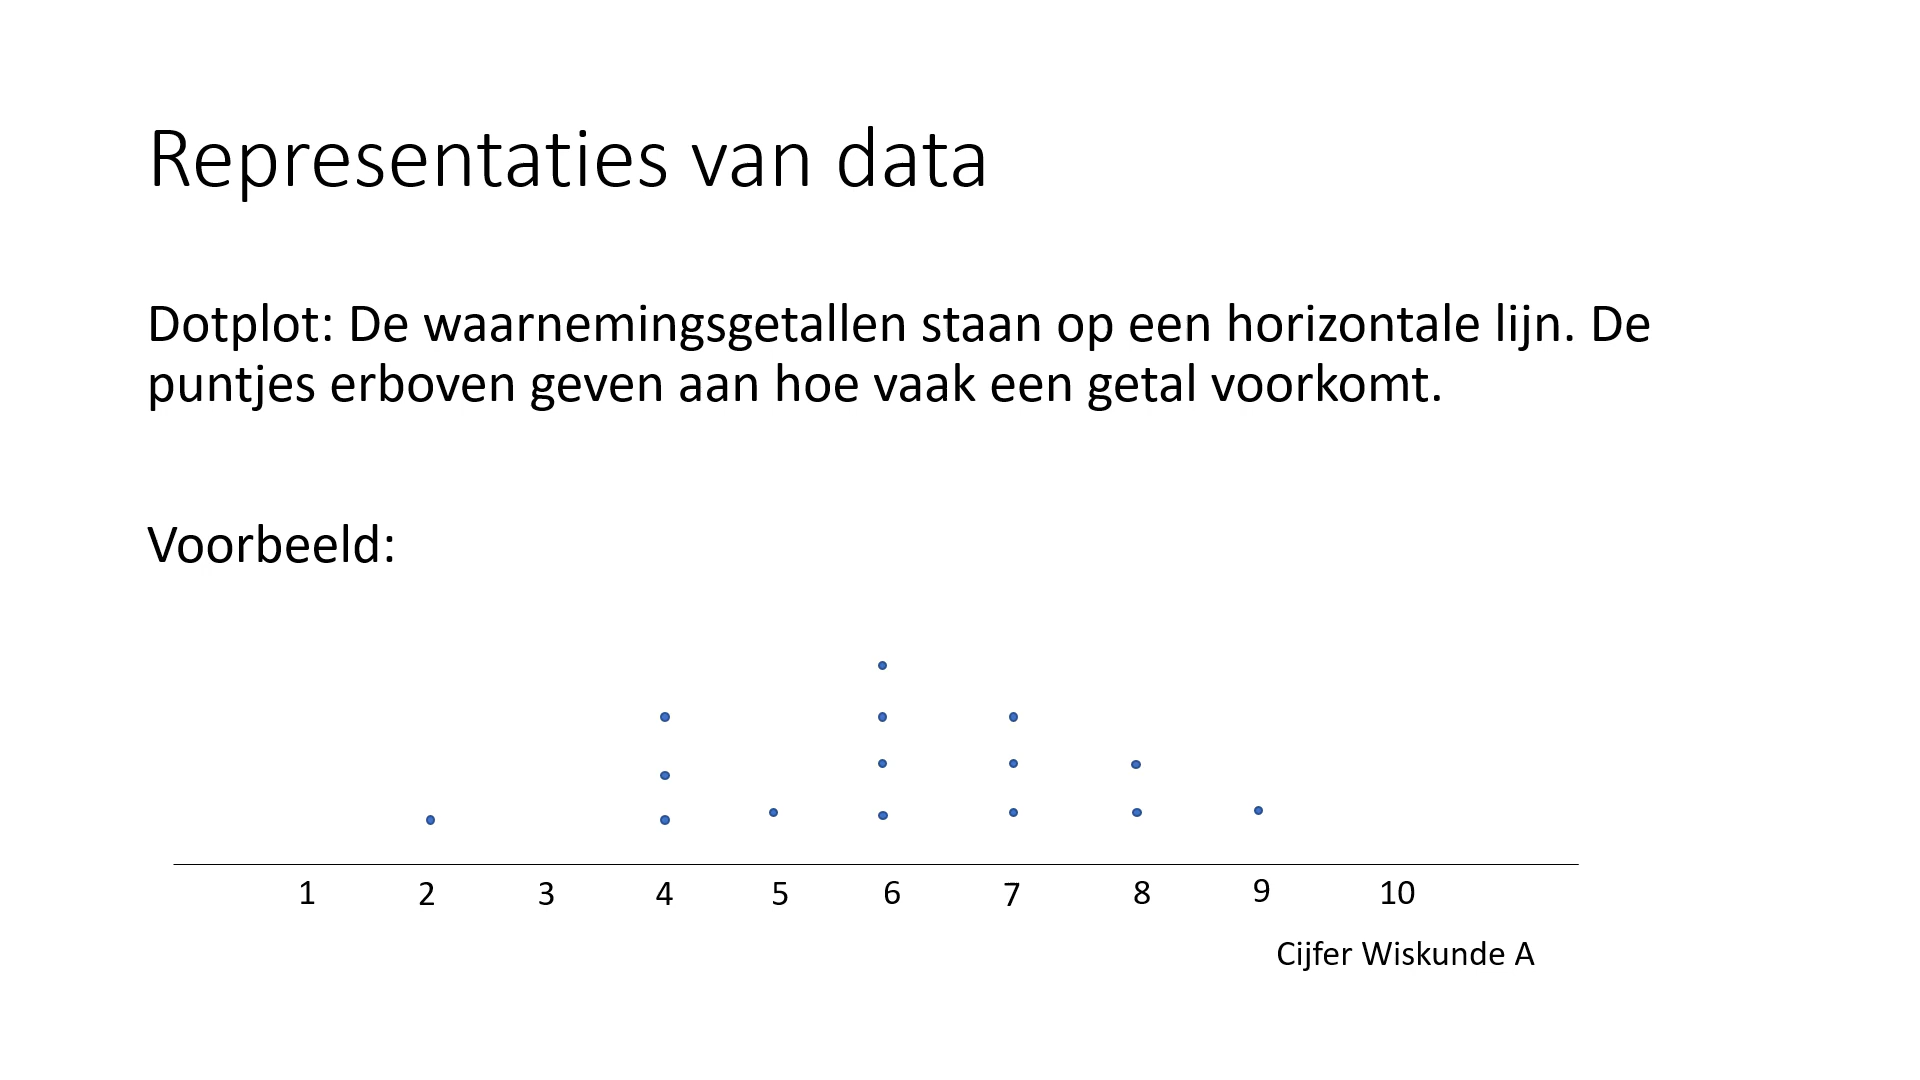 Representaties van data
Dotplot: De waarnemingsgetallen staan op een horizontale lijn. De
puntjes erboven geven aan hoe vaak een getal voorkomt.
Voorbeeld:
1 2 3 4 5 6 7 8 9 10
Cijfer Wiskunde A